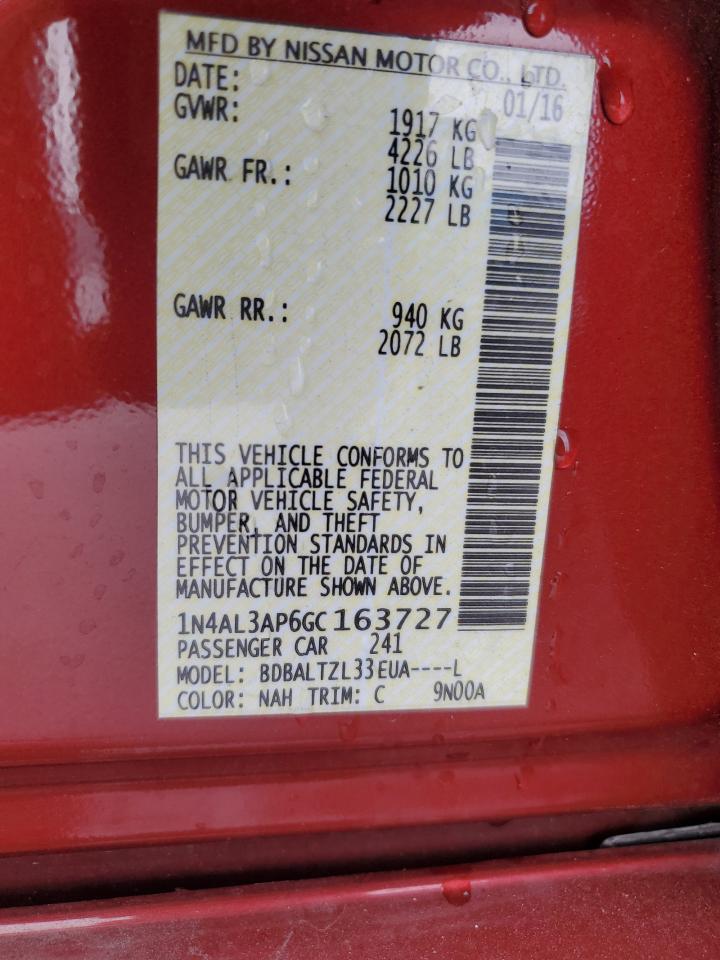 MFD BY NISSAN MOTOR CO., LTD.
DATE: 01/16
GVWR: 1917 KG
4226 LB
GAWR FR.: 1010 KG
2227 LB
GAWR RR.: 940 KG
2072 LB
THIS VEHICLE CONFORMS TO
ALL APPLICABLE FEDERAL
MOTOR VEHICLE SAFETY,
BUMPER, AND THEFT
PREVENTION STANDARDS IN
EFFECT ON THE DATE OF
MANUFACTURE SHOWN ABOVE.
1N4AL3AP6GC163727
PASSENGER CAR 241
MODEL: BDBALTZL33EUA----L
COLOR: NAH TRIM: C 9N00A